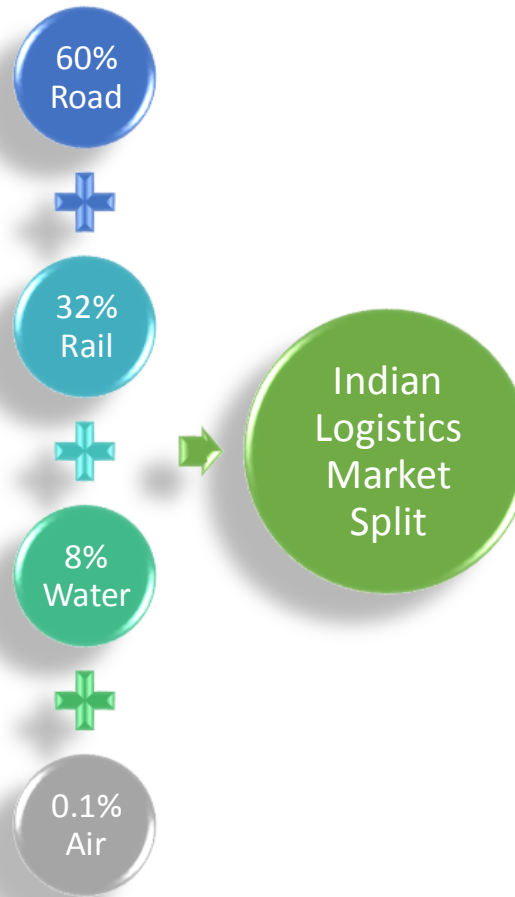 60%
Road
32%
Rail
8%
Water
0.1%
Air
Indian
Logistics
Market
Split